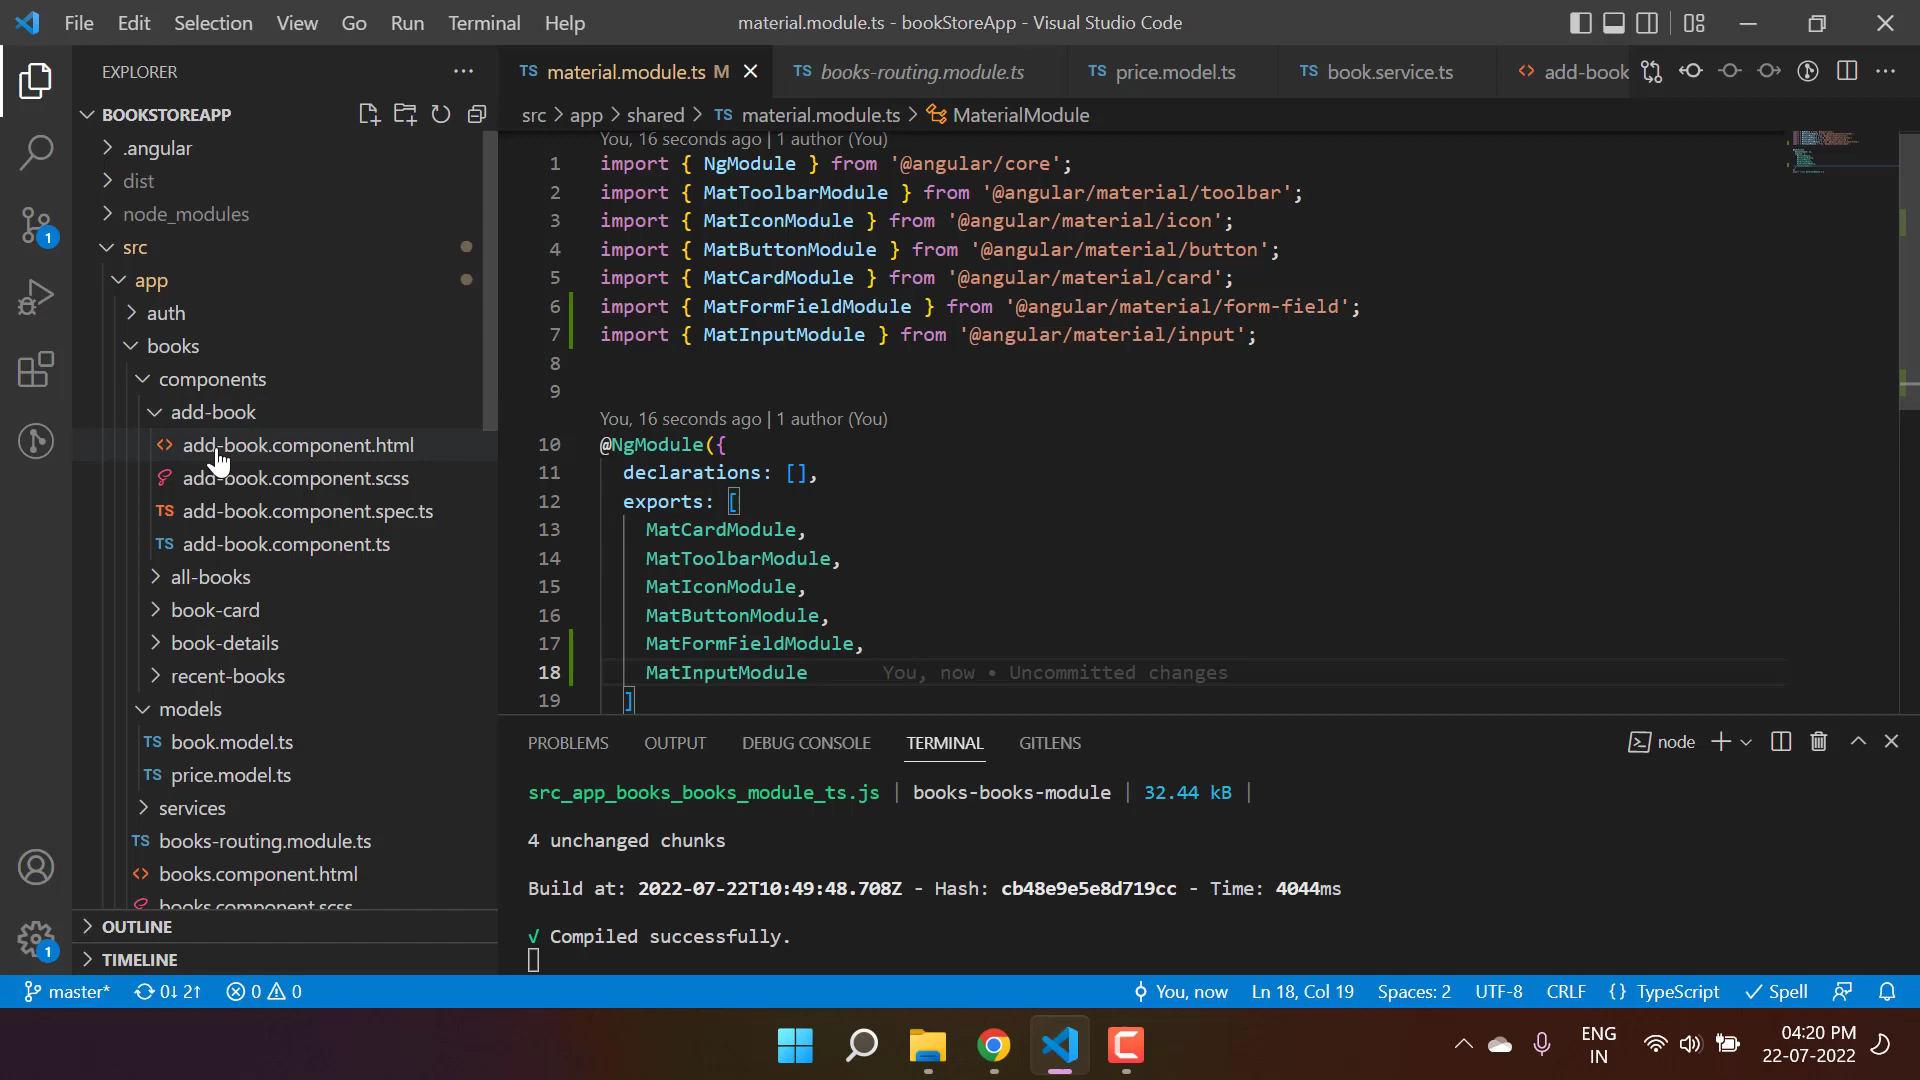 File Edit Selection View Go Run Terminal Help
material.module.ts - bookStoreApp - Visual Studio Code
EXPLORER
BOOKSTOREAPP
.angular
dist
node_modules
src
app
auth
books
components
add-book
add-book.component.html
add-book.component.scss
add-book.component.spec.ts
add-book.component.ts
all-books
book-card
book-details
recent-books
models
book.model.ts
price.model.ts
services
books-routing.module.ts
books.component.html
books.component.scss
OUTLINE
TIMELINE
1
1
TS material.module.ts M
TS books-routing.module.ts
TS price.model.ts
TS book.service.ts
add-book
src > app > shared > TS material.module.ts > MaterialModule
You, 16 seconds ago | 1 author (You)
1 import { NgModule } from '@angular/core';
2 import { MatToolbarModule } from '@angular/material/toolbar';
3 import { MatIconModule } from '@angular/material/icon';
4 import { MatButtonModule } from '@angular/material/button';
5 import { MatCardModule } from '@angular/material/card';
6 import { MatFormFieldModule } from '@angular/material/form-field';
7 import { MatInputModule } from '@angular/material/input';
8
9
You, 16 seconds ago | 1 author (You)
10 @NgModule({
11 declarations: [],
12 exports: [
13 MatCardModule,
14 MatToolbarModule,
15 MatIconModule,
16 MatButtonModule,
17 MatFormFieldModule,
18 MatInputModule You, now • Uncommitted changes
19 ]
PROBLEMS OUTPUT DEBUG CONSOLE TERMINAL GITLENS
node
src_app_books_books_module_ts.js | books-books-module | 32.44 kB |
4 unchanged chunks
Build at: 2022-07-22T10:49:48.708Z - Hash: cb48e9e5e8d719cc - Time: 4044ms
√ Compiled successfully.
master* 0↓ 2↑ 0 0
You, now Ln 18, Col 19 Spaces: 2 UTF-8 CRLF {} TypeScript Spell
ENG
IN
04:20 PM
22-07-2022